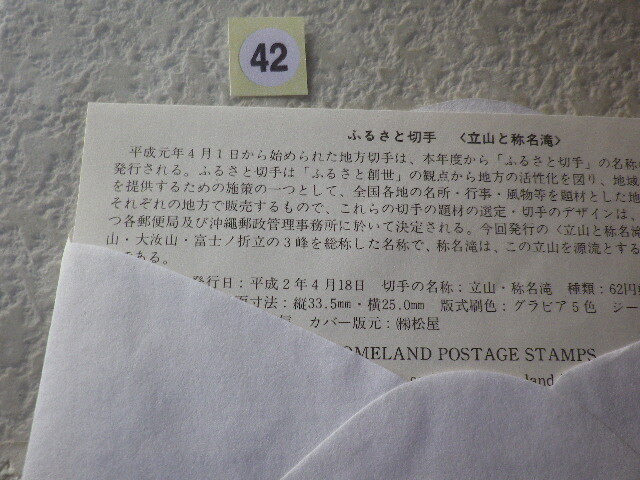 42
ふるさと切手 〈立山と称名滝〉
平成元年4月1日から始められた地方切手は、本年度から「ふるさと切手」の名称
発行される。ふるさと切手は「ふるさと創世」の観点から地方の活性化を図り、地域
を提供するための施策の一つとして、全国各地の名所・行事・風物等を題材とした地
それぞれの地方で販売するもので、これらの切手の題材の選定・切手のデザインは、
つ各郵便局及び沖縄郵政管理事務所に於いて決定される。今回発行の〈立山と称名滝
山・大汝山・富士ノ折立の3峰を総称した名称で、称名滝は、この立山を源流とする
である。
発行日：平成2年4月18日 切手の名称：立山・称名滝 種類：62円
寸法：縦33.5mm・横25.0mm 版式刷色：グラビア5色 シー
カバー版元：㈱松屋
OMELAND POSTAGE STAMPS
land